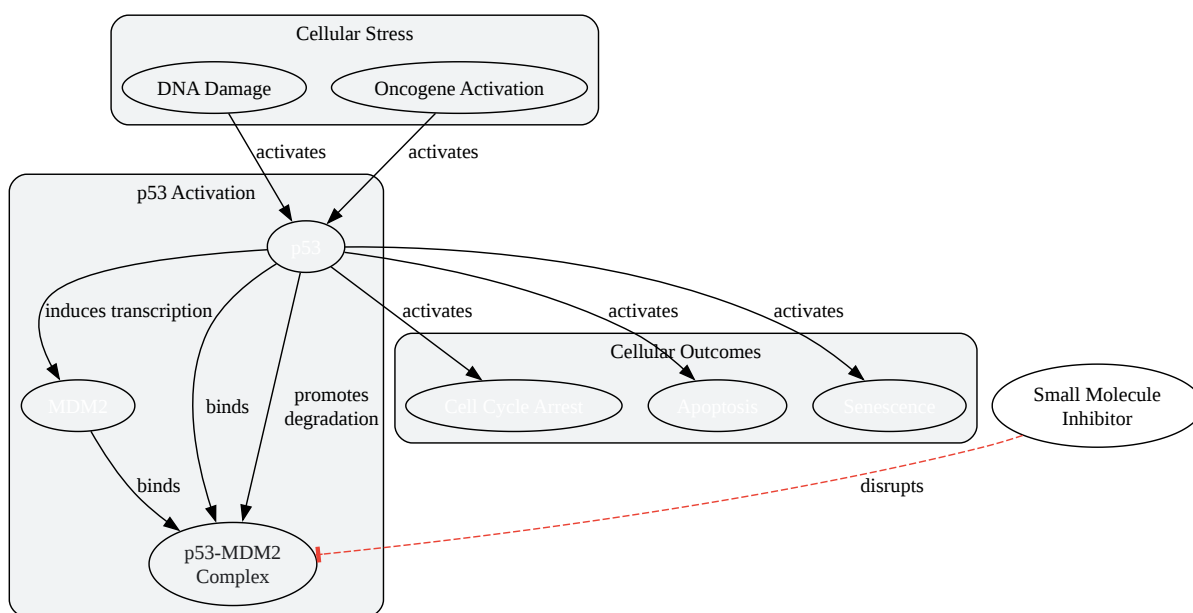 Cellular Stress
DNA Damage
Oncogene Activation
activates
activates
p53 Activation
p53
induces transcription
activates
activates
activates
Cellular Outcomes
MDM2
binds
promotes
degradation
Cell Cycle Arrest
Apoptosis
Senescence
Small Molecule
Inhibitor
binds
disrupts
p53-MDM2
Complex